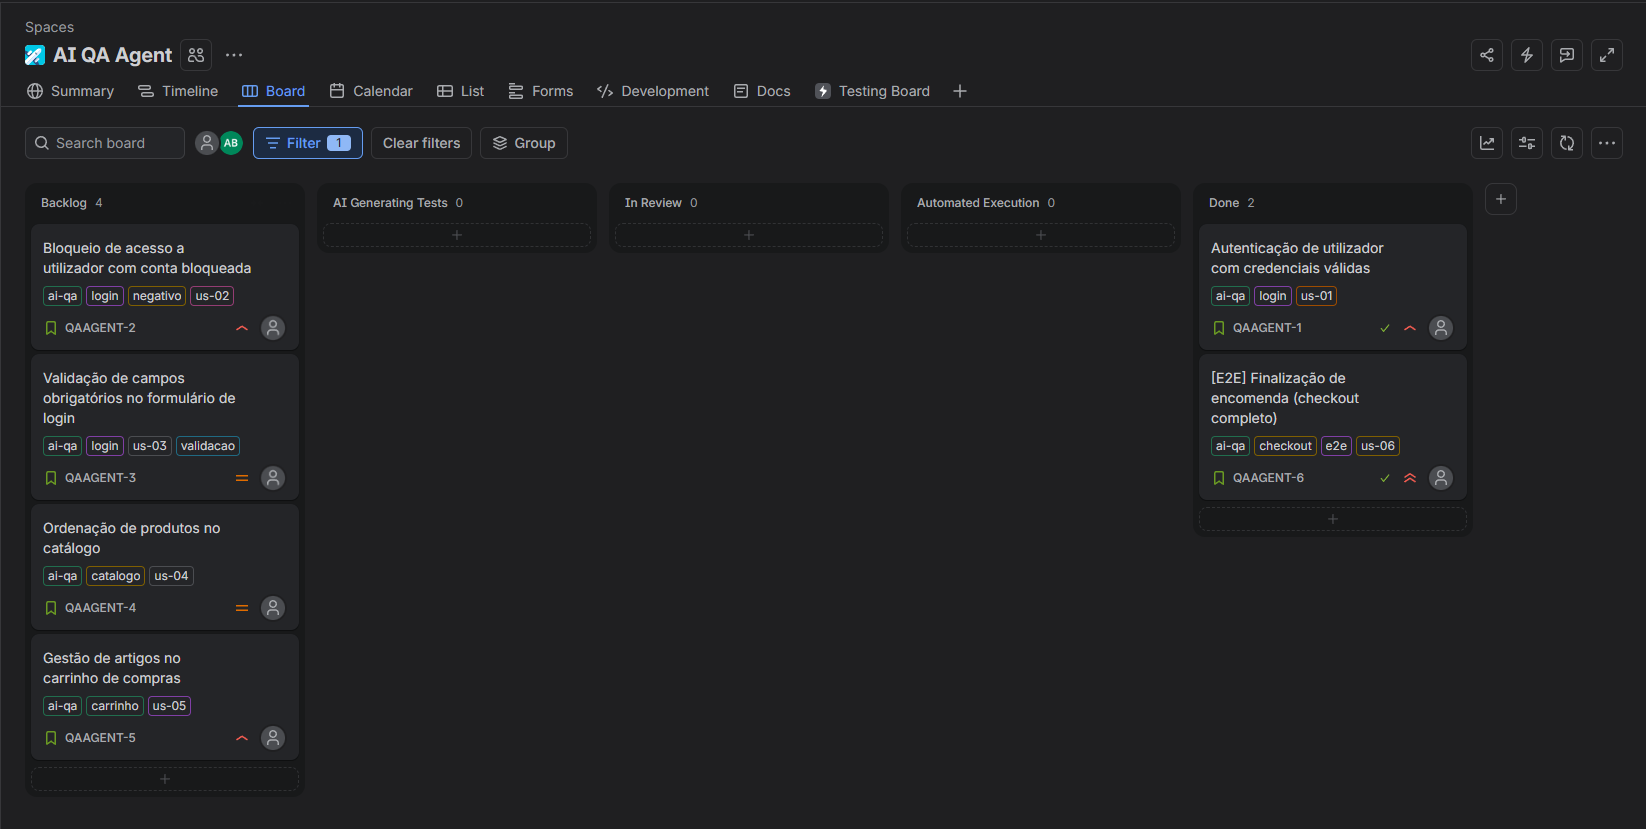 Spaces
AI QA Agent
Summary
Timeline
Board
Calendar
List
Forms
Development
Docs
Testing Board
Search board
AB
Filter 1
Clear filters
Group
Backlog 4
Bloqueio de acesso a
utilizador com conta bloqueada
ai-qa login negativo us-02
QAAGENT-2
Validação de campos
obrigatórios no formulário de
login
ai-qa login us-03 validacao
QAAGENT-3
Ordenação de produtos no
catálogo
ai-qa catalogo us-04
QAAGENT-4
Gestão de artigos no
carrinho de compras
ai-qa carrinho us-05
QAAGENT-5
AI Generating Tests 0
In Review 0
Automated Execution 0
Done 2
Autenticação de utilizador
com credenciais válidas
ai-qa login us-01
QAAGENT-1
[E2E] Finalização de
encomenda (checkout
completo)
ai-qa checkout e2e us-06
QAAGENT-6